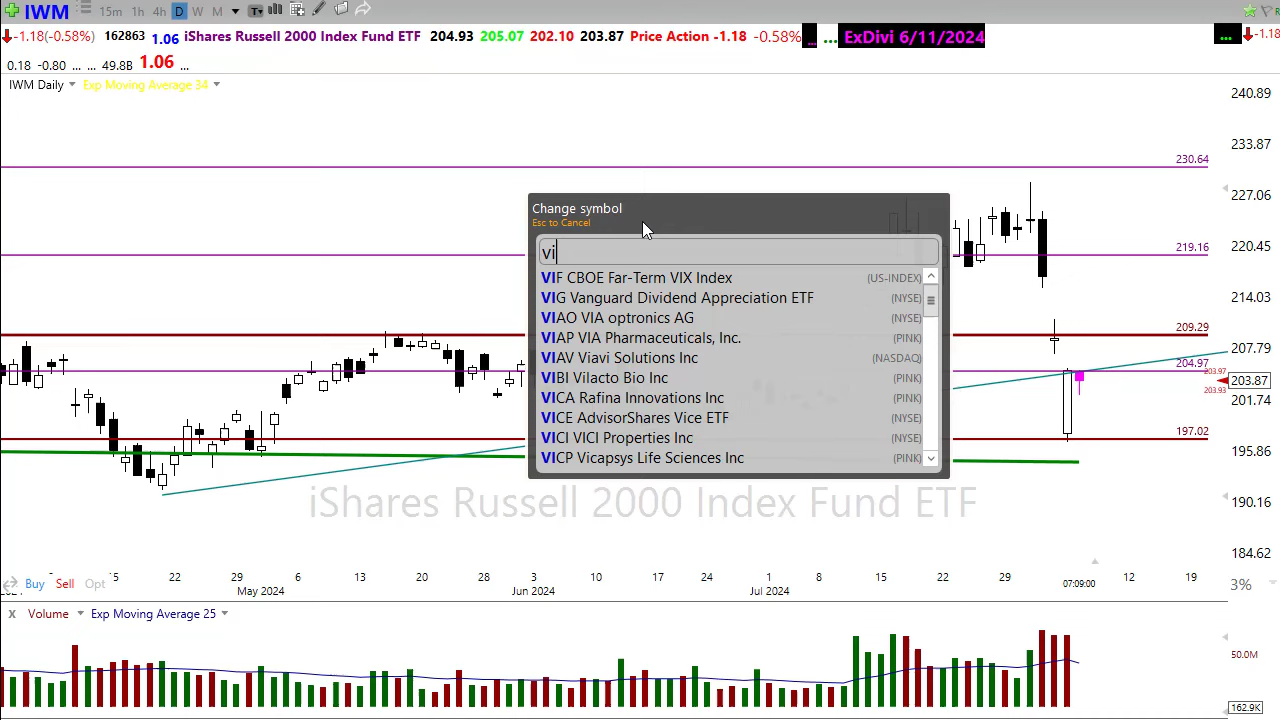 IWM 15m 1h 4h D W M T
-1.18(-0.58%) 162863 1.06 iShares Russell 2000 Index Fund ETF 204.93 205.07 202.10 203.87 Price Action -1.18 -0.58% ... ... ExDivi 6/11/2024 ... -1.18
0.18 -0.80 ... ... 49.8B 1.06 ...
IWM Daily Exp Moving Average 34
240.89
233.87
230.64
227.06
220.45
219.16
214.03
209.29
207.79
204.97
203.97
203.87
203.93
201.74
197.02
195.86
190.16
184.62
Change symbol
Esc to Cancel
vi
VIF CBOE Far-Term VIX Index (US-INDEX)
VIG Vanguard Dividend Appreciation ETF (NYSE)
VIAO VIA optronics AG (NYSE)
VIAP VIA Pharmaceuticals, Inc. (PINK)
VIAV Viavi Solutions Inc (NASDAQ)
VIBI Vilacto Bio Inc (PINK)
VICA Rafina Innovations Inc (PINK)
VICE AdvisorShares Vice ETF (NYSE)
VICI VICI Properties Inc (NYSE)
VICP Vicapsys Life Sciences Inc (PINK)
iShares Russell 2000 Index Fund ETF
Buy Sell Opt
15 22 29 6 13 20 28 3 10 17 24 1 8 15 22 29 07:09:00 12 19 3%
May 2024 Jun 2024 Jul 2024
X Volume Exp Moving Average 25
50.0M
162.9K